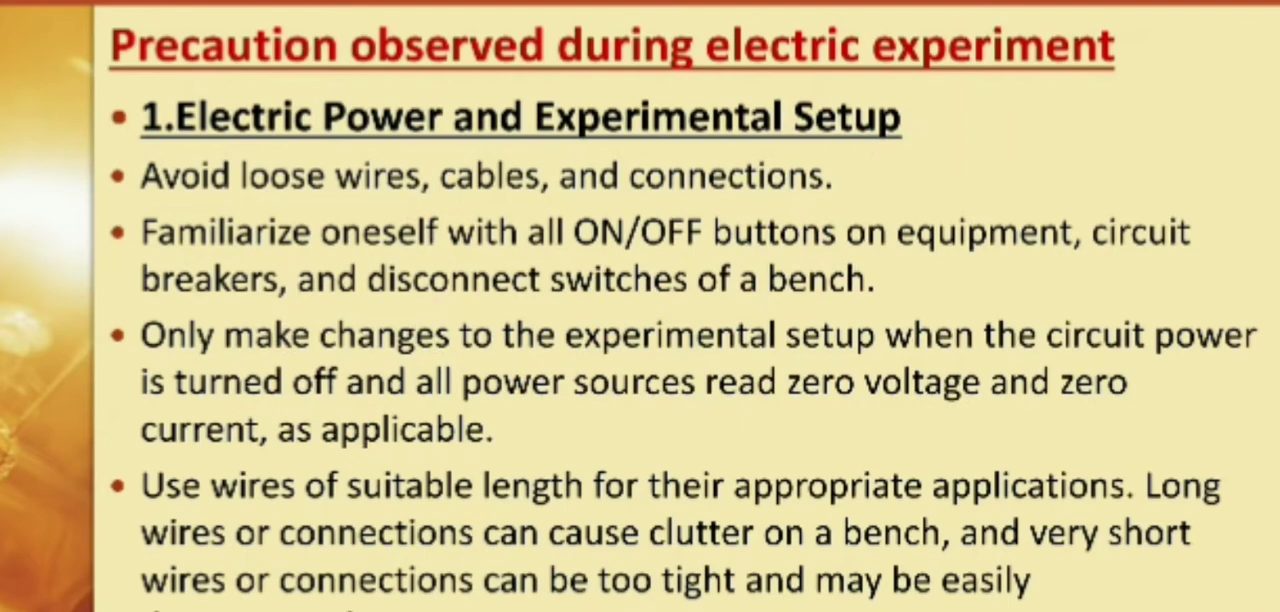 Precaution observed during electric experiment
• 1.Electric Power and Experimental Setup
• Avoid loose wires, cables, and connections.
• Familiarize oneself with all ON/OFF buttons on equipment, circuit
breakers, and disconnect switches of a bench.
• Only make changes to the experimental setup when the circuit power
is turned off and all power sources read zero voltage and zero
current, as applicable.
• Use wires of suitable length for their appropriate applications. Long
wires or connections can cause clutter on a bench, and very short
wires or connections can be too tight and may be easily